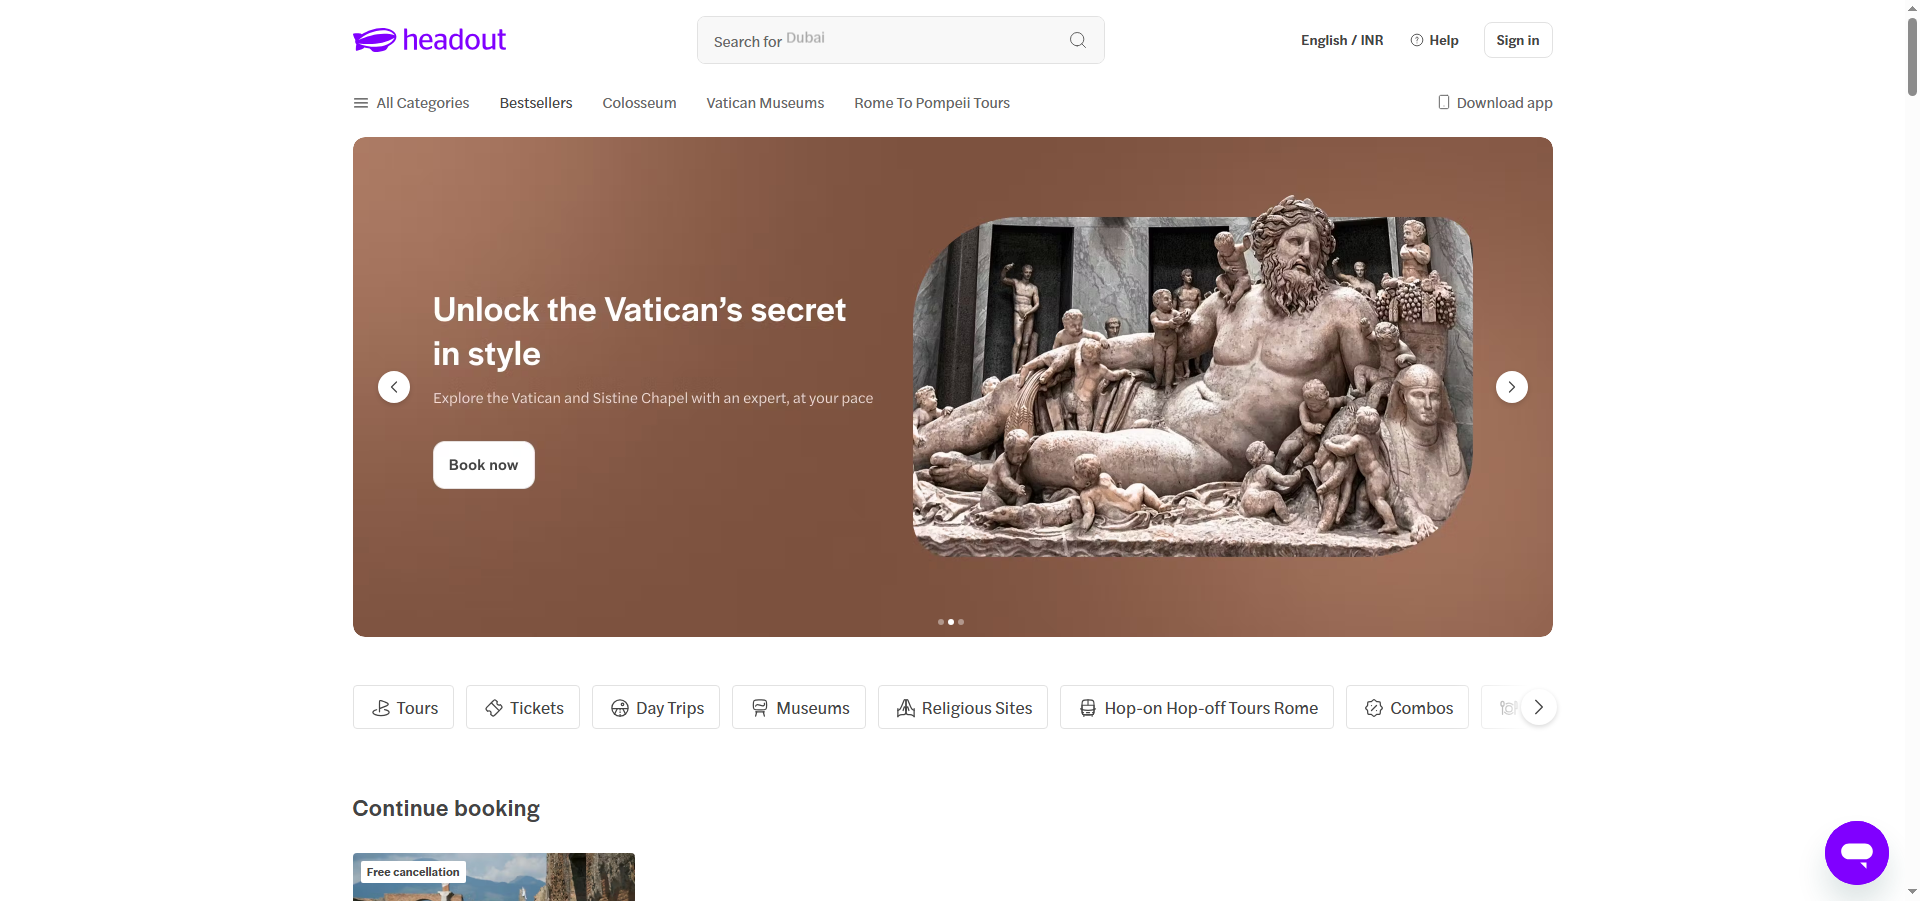 headout
Search for Dubai
English / INR
Help
Sign in
All Categories
Bestsellers
Colosseum
Vatican Museums
Rome To Pompeii Tours
Download app
Unlock the Vatican’s secret
in style
Explore the Vatican and Sistine Chapel with an expert, at your pace
Book now
Tours
Tickets
Day Trips
Museums
Religious Sites
Hop-on Hop-off Tours Rome
Combos
Continue booking
Free cancellation